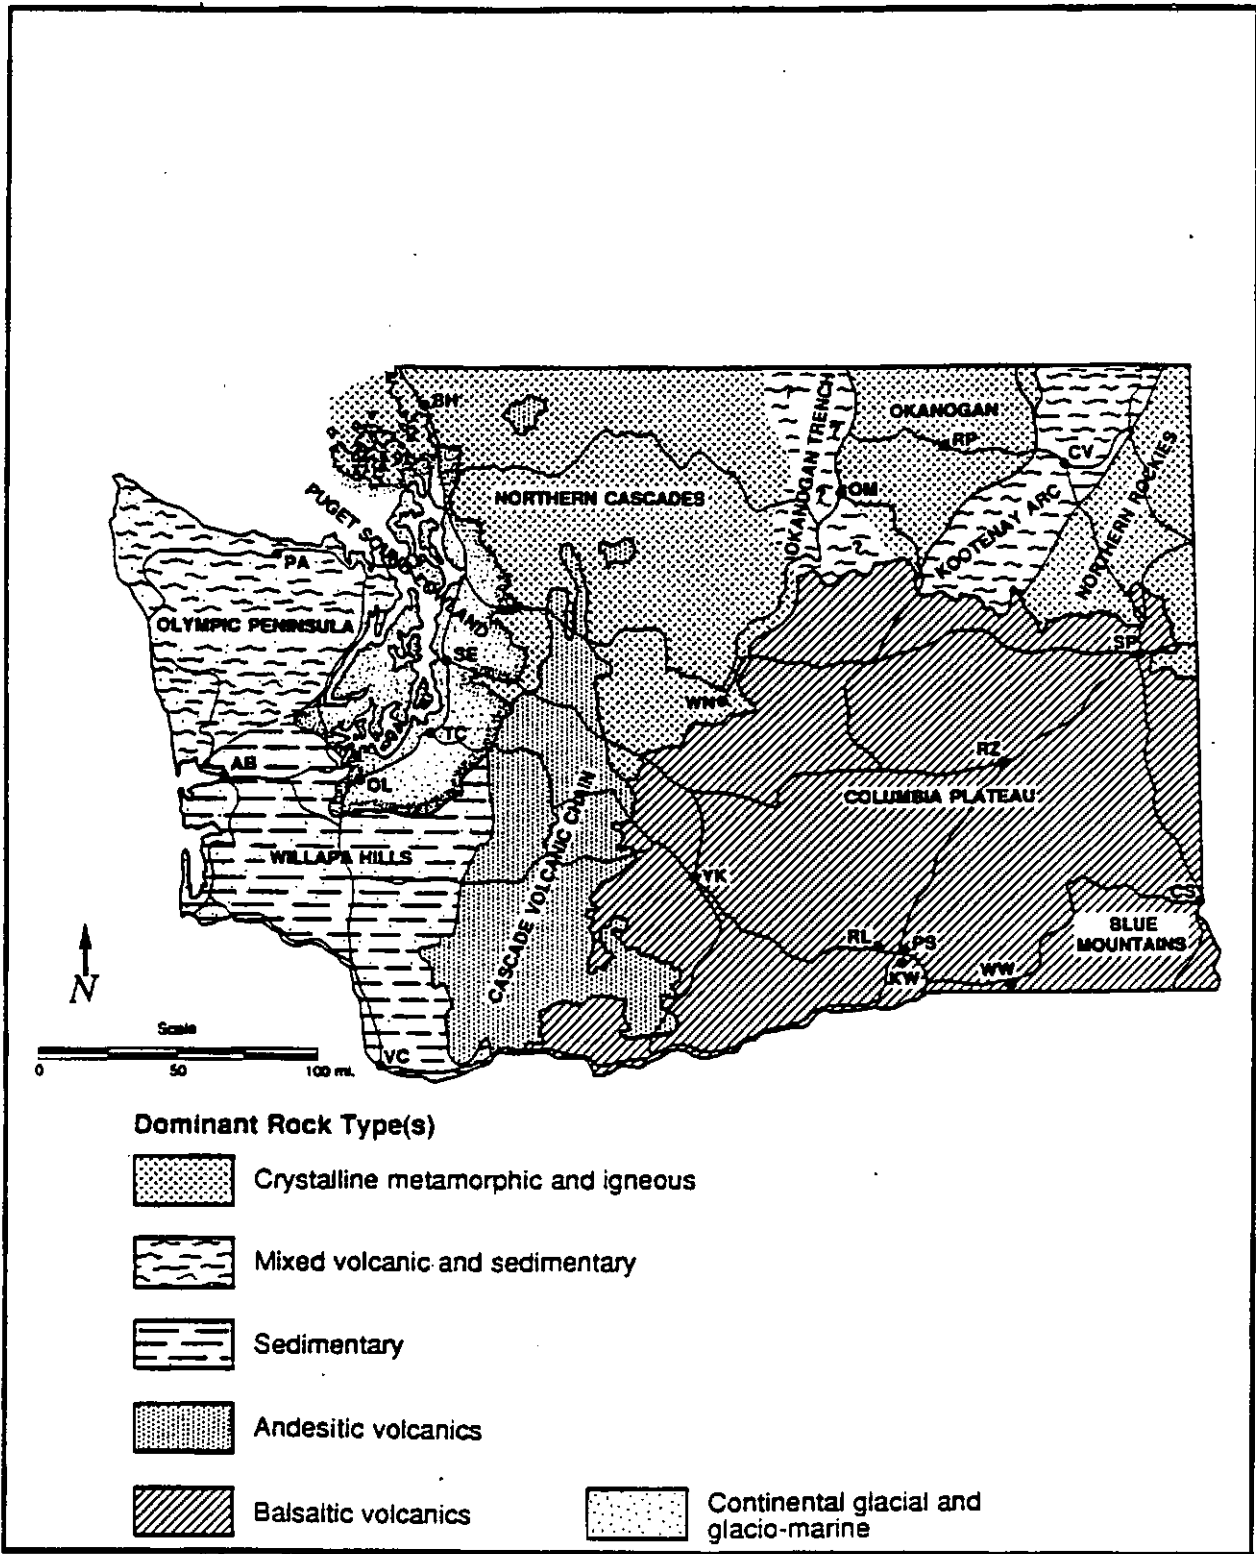 BH
OKANOGAN TRENCH
OKANOGAN
RP
CV
NORTHERN ROCKIES
OM
NORTHERN CASCADES
KOOTENAY ARC
PUGET SOUND LOWLAND
PA
OLYMPIC PENINSULA
SE
SP
WN
TC
RZ
AB
OL
COLUMBIA PLATEAU
WILLAPA HILLS
CASCADE VOLCANIC CHAIN
YK
BLUE
MOUNTAINS
RL
PS
KW
WW
N
Scale
VC
0 50 100 mi.
Dominant Rock Type(s)
Crystalline metamorphic and igneous
Mixed volcanic and sedimentary
Sedimentary
Andesitic volcanics
Balsaltic volcanics
Continental glacial and
glacio-marine